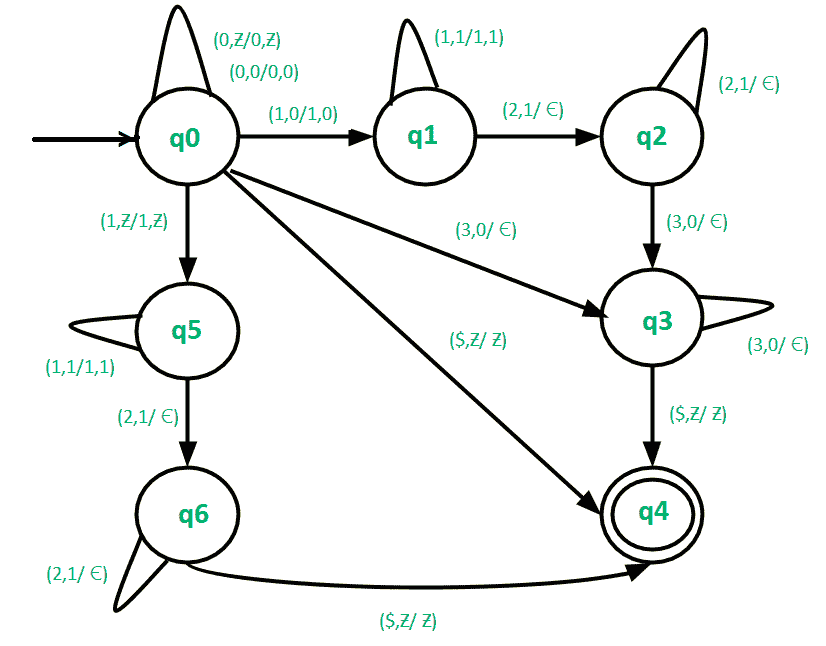 (0,Ƶ/0,Ƶ)
(0,0/0,0)
(1,1/1,1)
(2,1/ Є)
(1,0/1,0)
(2,1/ Є)
q0
q1
q2
(1,Ƶ/1,Ƶ)
(3,0/ Є)
(3,0/ Є)
q5
q3
($,Ƶ/ Ƶ)
(3,0/ Є)
(1,1/1,1)
(2,1/ Є)
($,Ƶ/ Ƶ)
q6
q4
(2,1/ Є)
($,Ƶ/ Ƶ)